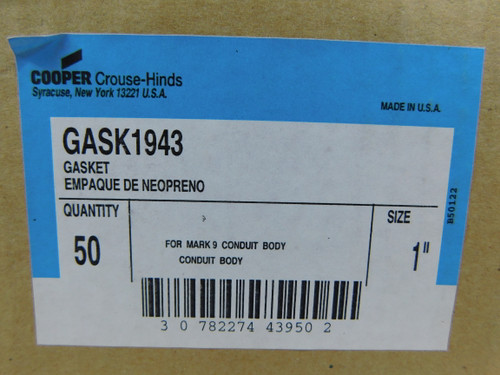 COOPER Crouse-Hinds
Syracuse, New York 13221 U.S.A.
MADE IN U.S.A.
GASK1943
GASKET
EMPAQUE DE NEOPRENO
B50122
QUANTITY
50
FOR MARK 9 CONDUIT BODY
CONDUIT BODY
SIZE
1"
3 0 782274 43950 2